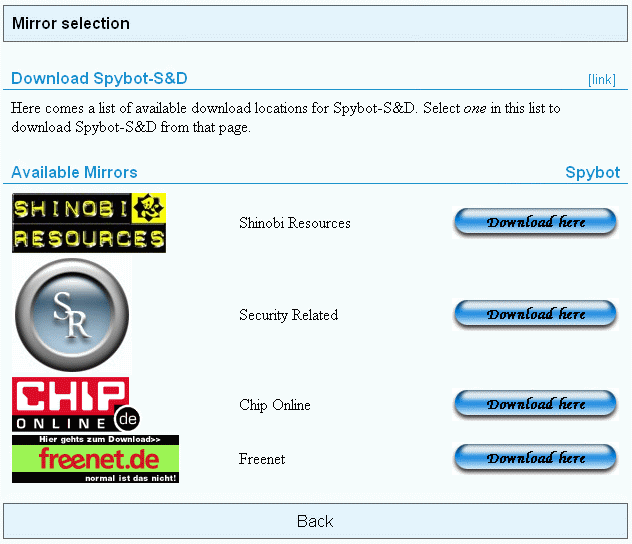 Mirror selection
Download Spybot-S&D [link]
Here comes a list of available download locations for Spybot-S&D. Select one in this list to
download Spybot-S&D from that page.
Available Mirrors Spybot
SHINOBI
RESOURCES
Shinobi Resources
Download here
SR
Security Related
Download here
CHIP
ONLINE de
Chip Online
Download here
Hier gehts zum Download>>
freenet.de
normal ist das nicht!
Freenet
Download here
Back